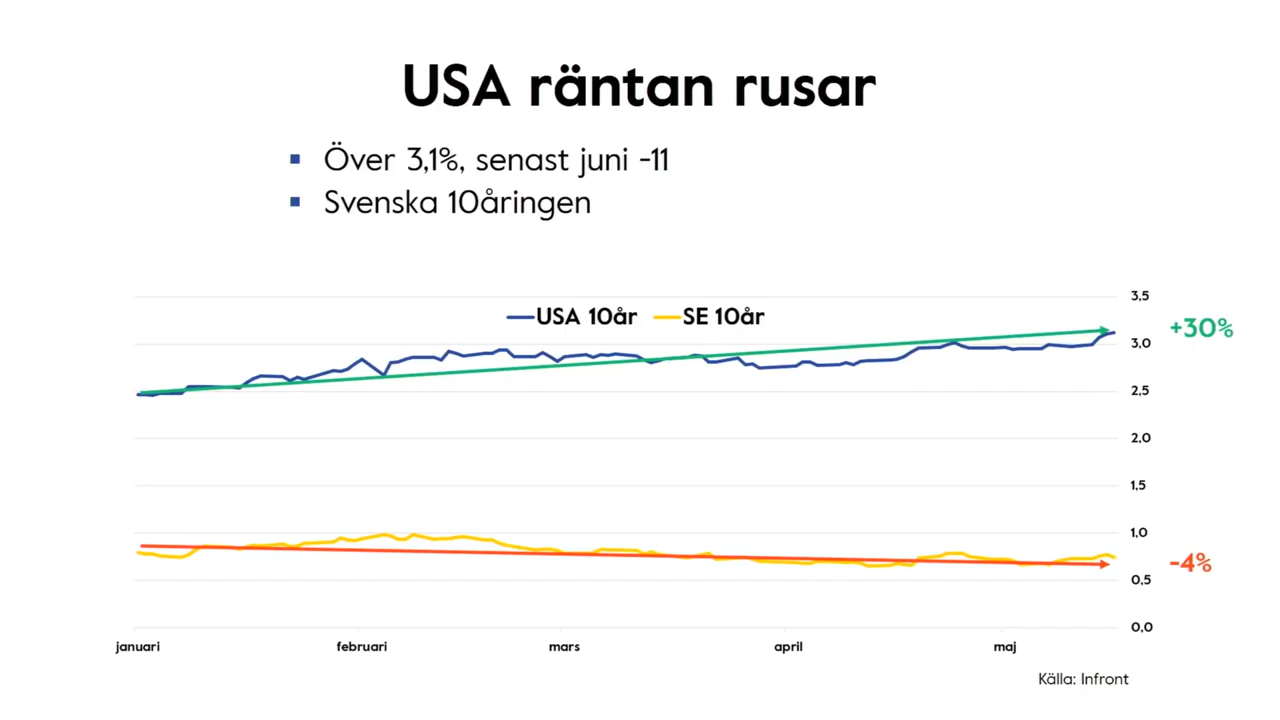 USA räntan rusar
Över 3,1%, senast juni -11
Svenska 10åringen
USA 10år SE 10år
3,5
+30%
3,0
2,5
2,0
1,5
1,0
-4%
0,5
0,0
januari februari mars april maj
Källa: Infront